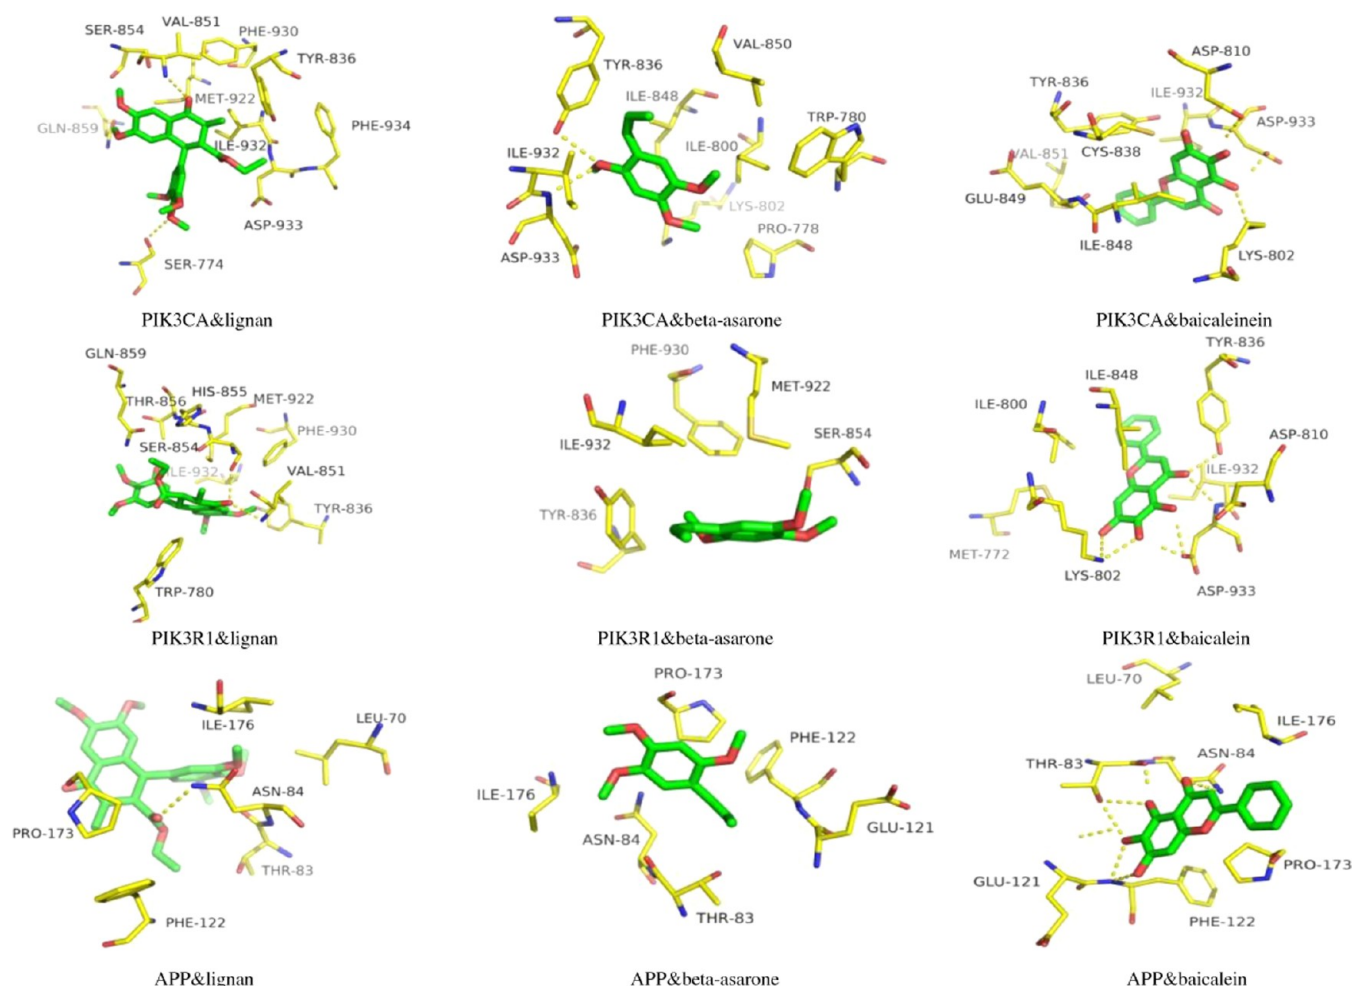 SER-854
VAL-851
PHE-930
TYR-836
MET-922
GLN-859
PHE-934
ILE-932
ASP-933
SER-774
PIK3CA&lignan
TYR-836
VAL-850
ILE-848
TRP-780
ILE-932
ILE-800
LYS-802
ASP-933
PRO-778
PIK3CA&beta-asarone
ASP-810
TYR-836
ILE-932
ASP-933
CYS-838
VAL-851
GLU-849
ILE-848
LYS-802
PIK3CA&baicaleinein
GLN-859
THR-856
HIS-855
MET-922
SER-854
PHE-930
ILE-932
VAL-851
TYR-836
TRP-780
PIK3R1&lignan
PHE-930
MET-922
ILE-932
SER-854
TYR-836
PIK3R1&beta-asarone
TYR-836
ILE-848
ILE-800
ASP-810
ILE-932
MET-772
LYS-802
ASP-933
PIK3R1&baicalein
ILE-176
LEU-70
ASN-84
PRO-173
THR-83
PHE-122
APP&lignan
PRO-173
PHE-122
ILE-176
GLU-121
ASN-84
THR-83
APP&beta-asarone
LEU-70
ILE-176
THR-83
ASN-84
PRO-173
GLU-121
PHE-122
APP&baicalein